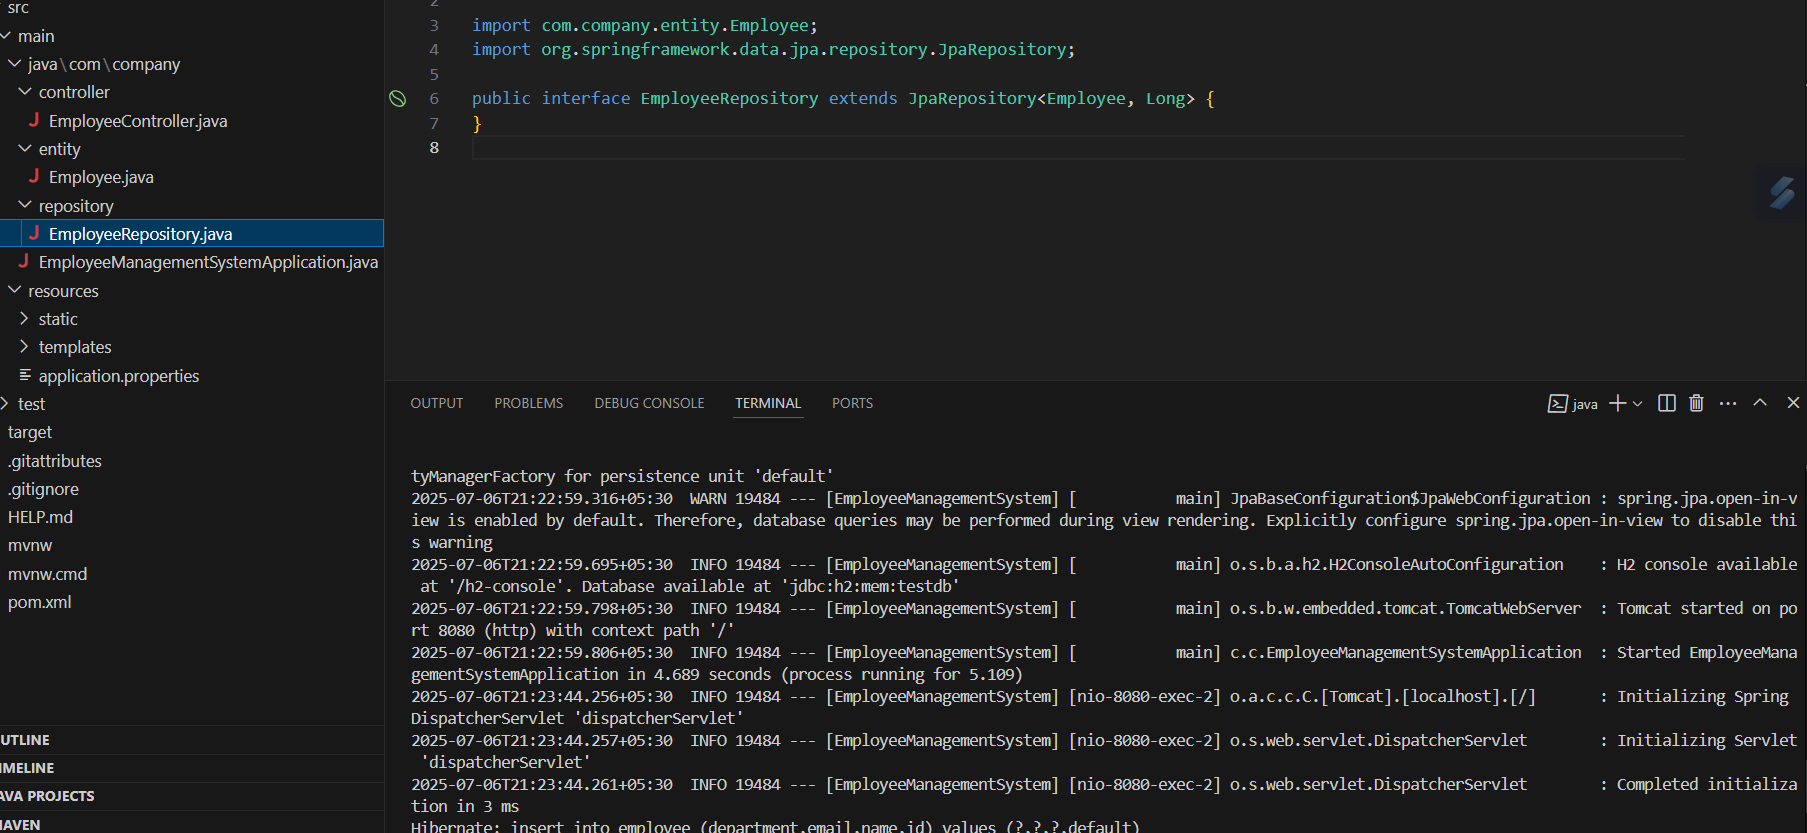 src
main
java\com\company
controller
EmployeeController.java
entity
Employee.java
repository
EmployeeRepository.java
EmployeeManagementSystemApplication.java
resources
static
templates
application.properties
test
target
.gitattributes
.gitignore
HELP.md
mvnw
mvnw.cmd
pom.xml
UTLINE
IMELINE
AVA PROJECTS
MAVEN
2
3 import com.company.entity.Employee;
4 import org.springframework.data.jpa.repository.JpaRepository;
5
6 public interface EmployeeRepository extends JpaRepository<Employee, Long> {
7 }
8
OUTPUT PROBLEMS DEBUG CONSOLE TERMINAL PORTS java
tyManagerFactory for persistence unit 'default'
2025-07-06T21:22:59.316+05:30  WARN 19484 --- [EmployeeManagementSystem] [           main] JpaBaseConfiguration$JpaWebConfiguration : spring.jpa.open-in-v
iew is enabled by default. Therefore, database queries may be performed during view rendering. Explicitly configure spring.jpa.open-in-view to disable thi
s warning
2025-07-06T21:22:59.695+05:30  INFO 19484 --- [EmployeeManagementSystem] [           main] o.s.b.a.h2.H2ConsoleAutoConfiguration    : H2 console available
 at '/h2-console'. Database available at 'jdbc:h2:mem:testdb'
2025-07-06T21:22:59.798+05:30  INFO 19484 --- [EmployeeManagementSystem] [           main] o.s.b.w.embedded.tomcat.TomcatWebServer  : Tomcat started on po
rt 8080 (http) with context path '/'
2025-07-06T21:22:59.806+05:30  INFO 19484 --- [EmployeeManagementSystem] [           main] c.c.EmployeeManagementSystemApplication  : Started EmployeeMana
gementSystemApplication in 4.689 seconds (process running for 5.109)
2025-07-06T21:23:44.256+05:30  INFO 19484 --- [EmployeeManagementSystem] [nio-8080-exec-2] o.a.c.c.C.[Tomcat].[localhost].[/]       : Initializing Spring
DispatcherServlet 'dispatcherServlet'
2025-07-06T21:23:44.257+05:30  INFO 19484 --- [EmployeeManagementSystem] [nio-8080-exec-2] o.s.web.servlet.DispatcherServlet        : Initializing Servlet
 'dispatcherServlet'
2025-07-06T21:23:44.261+05:30  INFO 19484 --- [EmployeeManagementSystem] [nio-8080-exec-2] o.s.web.servlet.DispatcherServlet        : Completed initializa
tion in 3 ms
Hibernate: insert into employee (department,email,name,id) values (?,?,?,default)